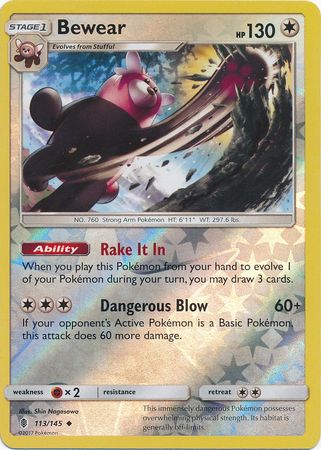 STAGE 1 Bewear HP 130
Evolves from Stufful
NO. 760 Strong Arm Pokémon HT: 6'11" WT: 297.6 lbs.
Ability Rake It In
When you play this Pokémon from your hand to evolve 1
of your Pokémon during your turn, you may draw 3 cards.
Dangerous Blow 60+
If your opponent's Active Pokémon is a Basic Pokémon,
this attack does 60 more damage.
weakness ×2 resistance retreat
Illus. Shin Nagasawa
113/145
©2017 Pokémon
This immensely dangerous Pokémon possesses
overwhelming physical strength. Its habitat is
generally off-limits.